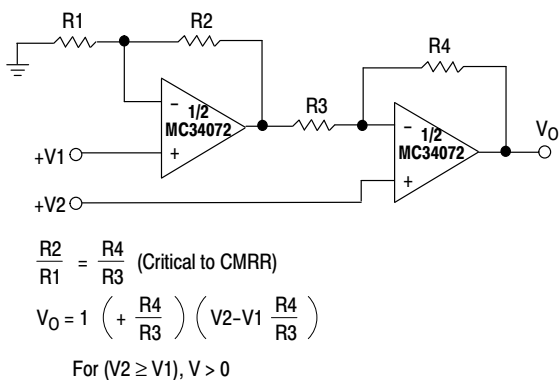 R1
R2
R4
R3
1/2
MC34072
1/2
MC34072
VO
+V1
+V2
−
+
−
+
R2/R1 = R4/R3 (Critical to CMRR)
VO = 1 ( + R4/R3 ) ( V2−V1 R4/R3 )
For (V2 ≥ V1), V > 0